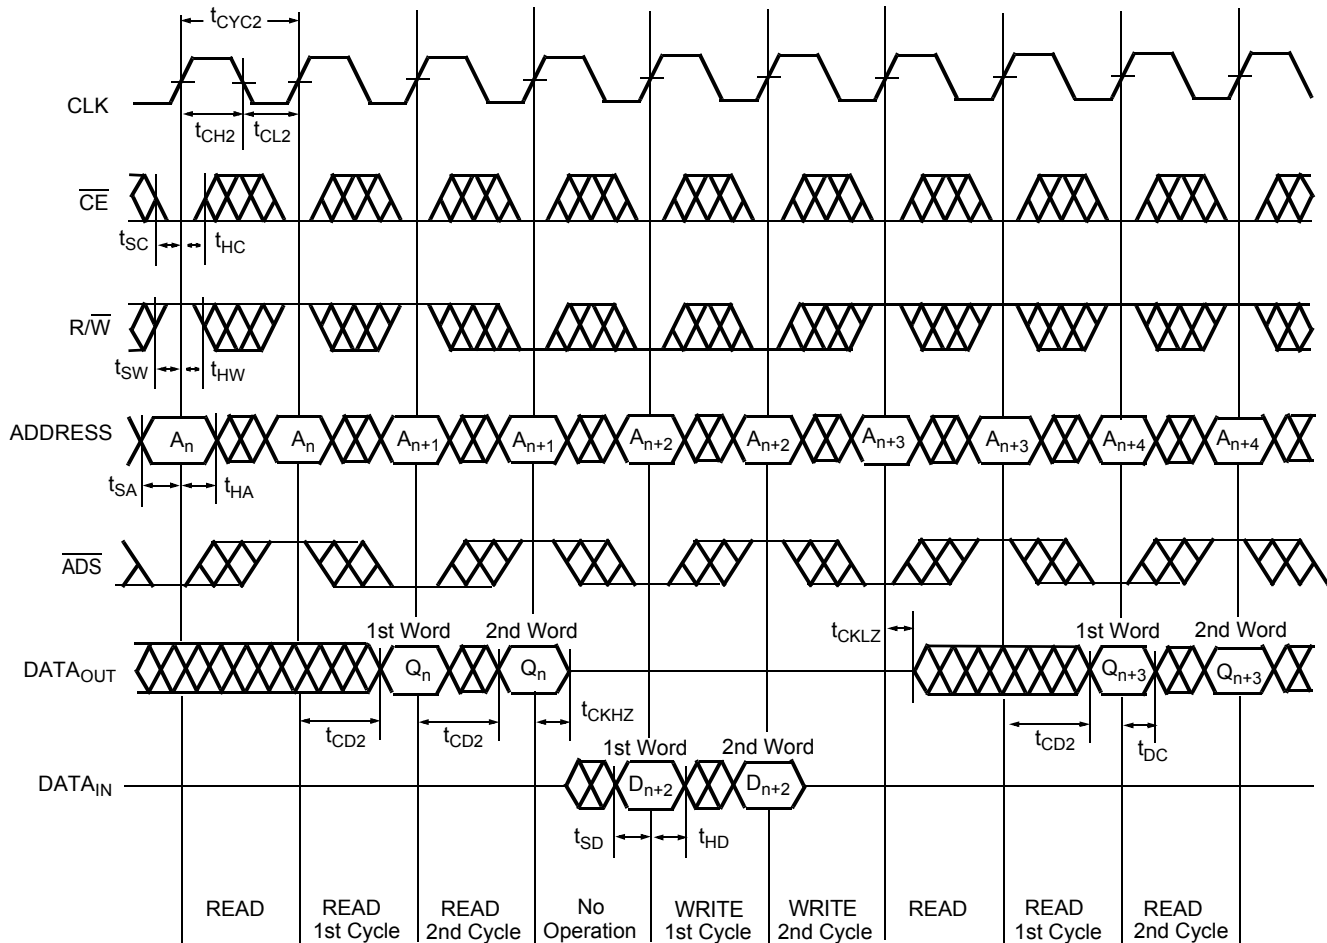 tCYC2
CLK
tCH2 tCL2
CE
tSC tHC
R/W
tSW tHW
ADDRESS An An An+1 An+1 An+2 An+2 An+3 An+3 An+4 An+4
tSA tHA
ADS
1st Word 2nd Word tCKLZ 1st Word 2nd Word
DATAOUT Qn Qn Qn+3 Qn+3
tCD2 tCD2 tCKHZ tCD2 tDC
1st Word 2nd Word
DATAIN Dn+2 Dn+2
tSD tHD
READ READ READ No WRITE WRITE READ READ READ
1st Cycle 2nd Cycle Operation 1st Cycle 2nd Cycle 1st Cycle 2nd Cycle